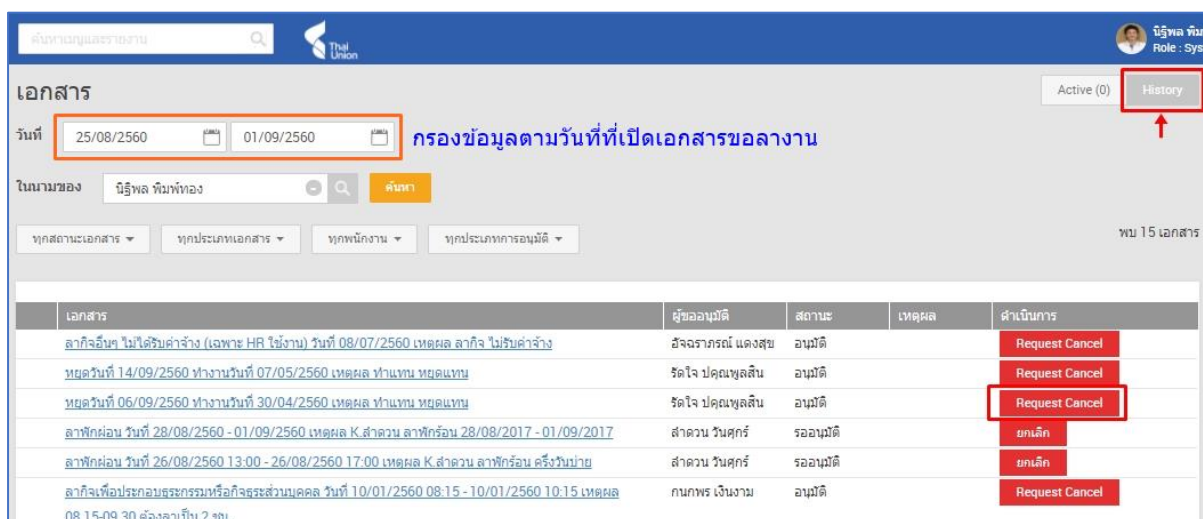 ค้นหาเมนูและรายงาน
Thai
Union
นิฐิพล พิม
Role : Sys
เอกสาร
Active (0)
History
วันที่
25/08/2560
01/09/2560
กรองข้อมูลตามวันที่ที่เปิดเอกสารขอลางาน
ในนามของ
นิฐิพล พิมพ์ทอง
ค้นหา
ทุกสถานะเอกสาร
ทุกประเภทเอกสาร
ทุกพนักงาน
ทุกประเภทการอนุมัติ
พบ 15 เอกสาร
เอกสาร ผู้ขออนุมัติ สถานะ เหตุผล ดำเนินการ
ลากิจอื่นๆ ไม่ได้รับค่าจ้าง (เฉพาะ HR ใช้งาน) วันที่ 08/07/2560 เหตุผล ลากิจ ไม่รับค่าจ้าง อัจฉราภรณ์ แดงสุข อนุมัติ Request Cancel
หยุดวันที่ 14/09/2560 ทำงานวันที่ 07/05/2560 เหตุผล ทำแทน หยุดแทน รัดใจ ปคุณพูลสิน อนุมัติ Request Cancel
หยุดวันที่ 06/09/2560 ทำงานวันที่ 30/04/2560 เหตุผล ทำแทน หยุดแทน รัดใจ ปคุณพูลสิน อนุมัติ Request Cancel
ลาพักผ่อน วันที่ 28/08/2560 - 01/09/2560 เหตุผล K.ลำดวน ลาพักร้อน 28/08/2017 - 01/09/2017 ลำดวน วันศุกร์ รออนุมัติ ยกเลิก
ลาพักผ่อน วันที่ 26/08/2560 13:00 - 26/08/2560 17:00 เหตุผล K.ลำดวน ลาพักร้อน ครึ่งวันบ่าย ลำดวน วันศุกร์ รออนุมัติ ยกเลิก
ลากิจเพื่อประกอบธุระกรรมหรือกิจธุระส่วนบุคคล วันที่ 10/01/2560 08:15 - 10/01/2560 10:15 เหตุผล กนกพร เงินงาม อนุมัติ Request Cancel
08.15-09.30 ต้องลาเป็น 2 ชม